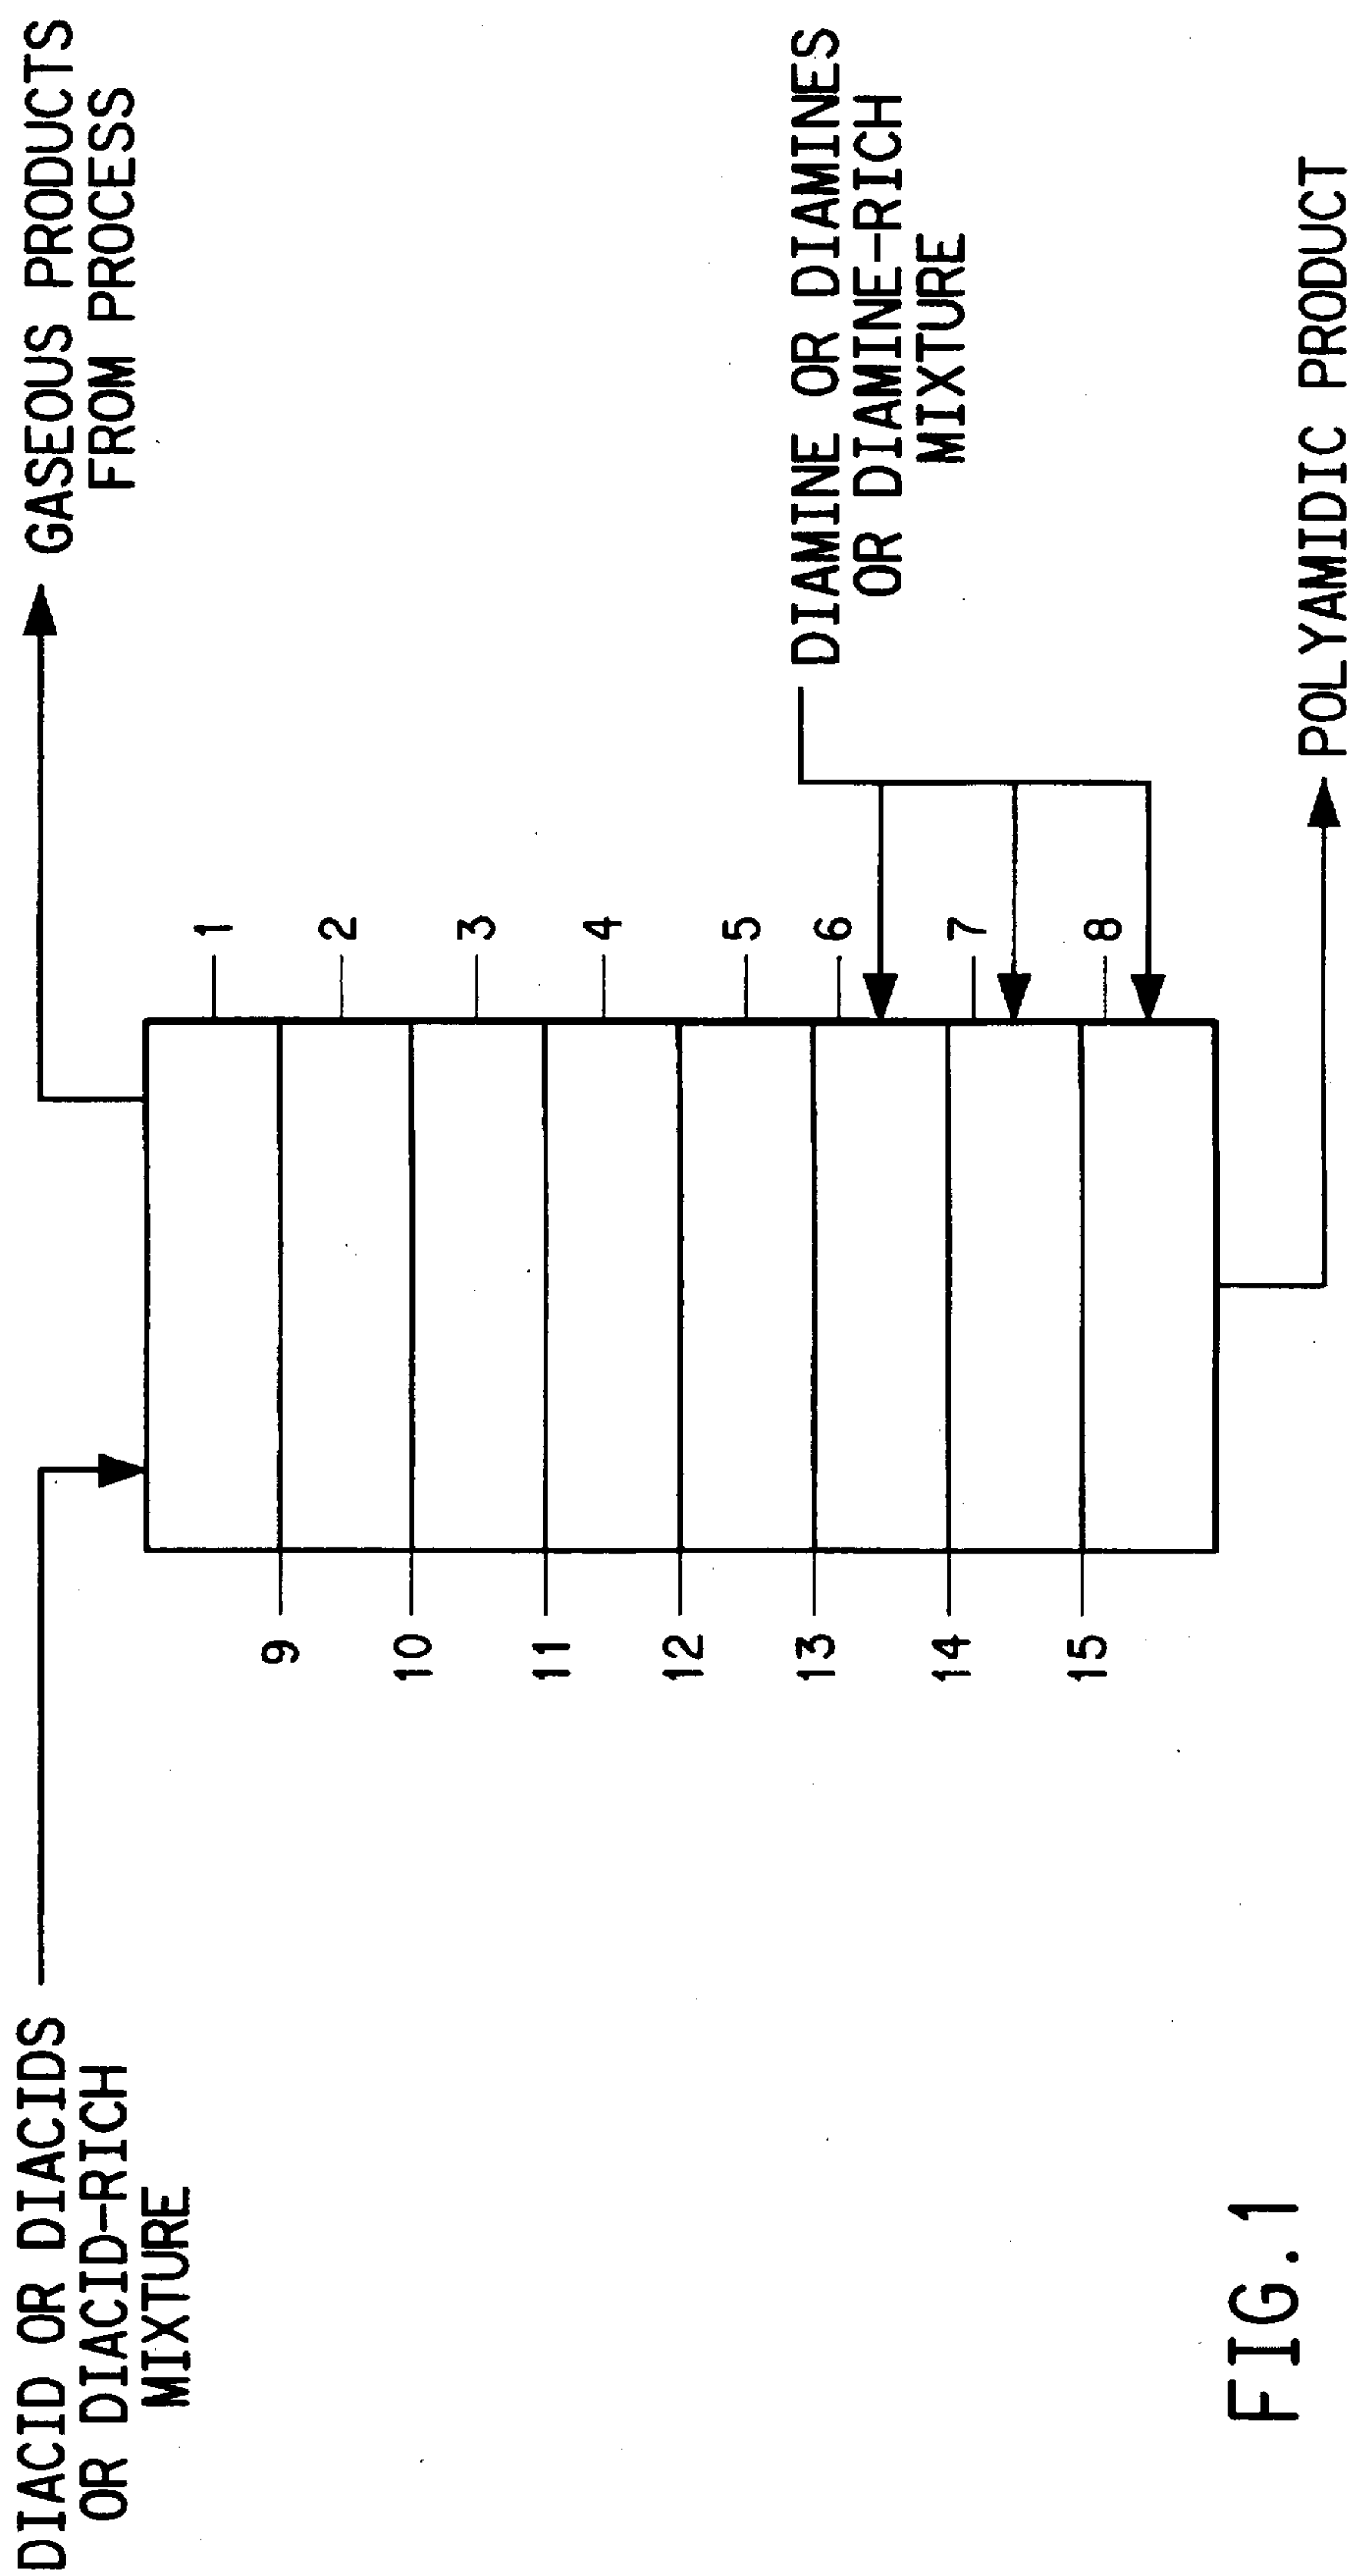 DIACID OR DIACIDS
OR DIACID-RICH
MIXTURE
GASEOUS PRODUCTS
FROM PROCESS
1
2
3
4
5
6
7
8
9
10
11
12
13
14
15
DIAMINE OR DIAMINES
OR DIAMINE-RICH
MIXTURE
POLYAMIDIC PRODUCT
FIG.1